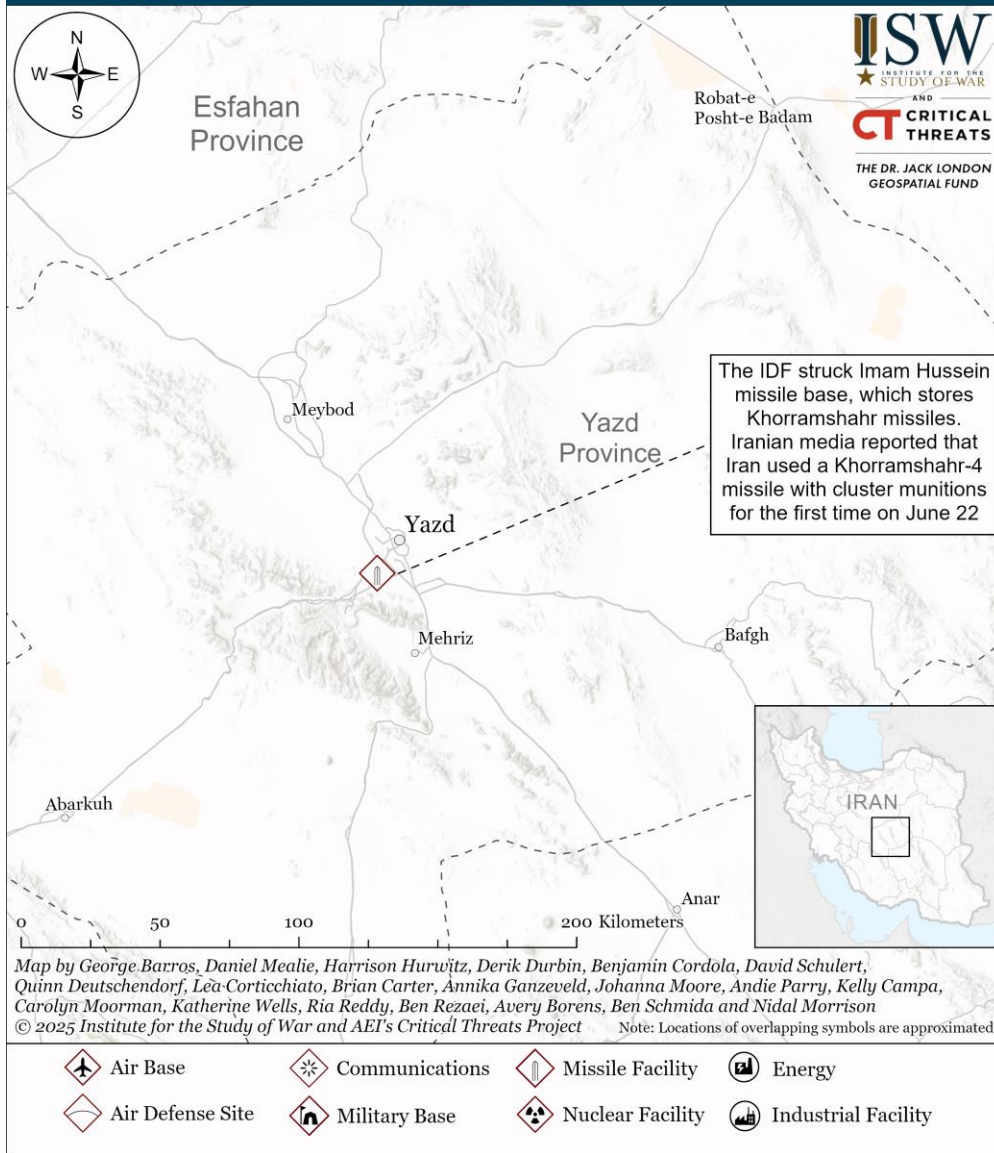 N
W E
S
ISW
INSTITUTE FOR THE
STUDY OF WAR
AND
CT CRITICAL
THREATS
THE DR. JACK LONDON
GEOSPATIAL FUND
Esfahan
Province
Robat-e
Posht-e Badam
The IDF struck Imam Hussein
missile base, which stores
Khorramshahr missiles.
Iranian media reported that
Iran used a Khorramshahr-4
missile with cluster munitions
for the first time on June 22
Meybod
Yazd
Province
Yazd
Mehriz
Bafgh
Abarkuh
IRAN
Anar
0 50 100 200 Kilometers
Map by George Barros, Daniel Mealie, Harrison Hurwitz, Derik Durbin, Benjamin Cordola, David Schulert,
Quinn Deutschendorf, Lea Corticchiato, Brian Carter, Annika Ganzeveld, Johanna Moore, Andie Parry, Kelly Campa,
Carolyn Moorman, Katherine Wells, Ria Reddy, Ben Rezaei, Avery Borens, Ben Schmida and Nidal Morrison
© 2025 Institute for the Study of War and AEI's Critical Threats Project Note: Locations of overlapping symbols are approximated
Air Base Communications Missile Facility Energy
Air Defense Site Military Base Nuclear Facility Industrial Facility